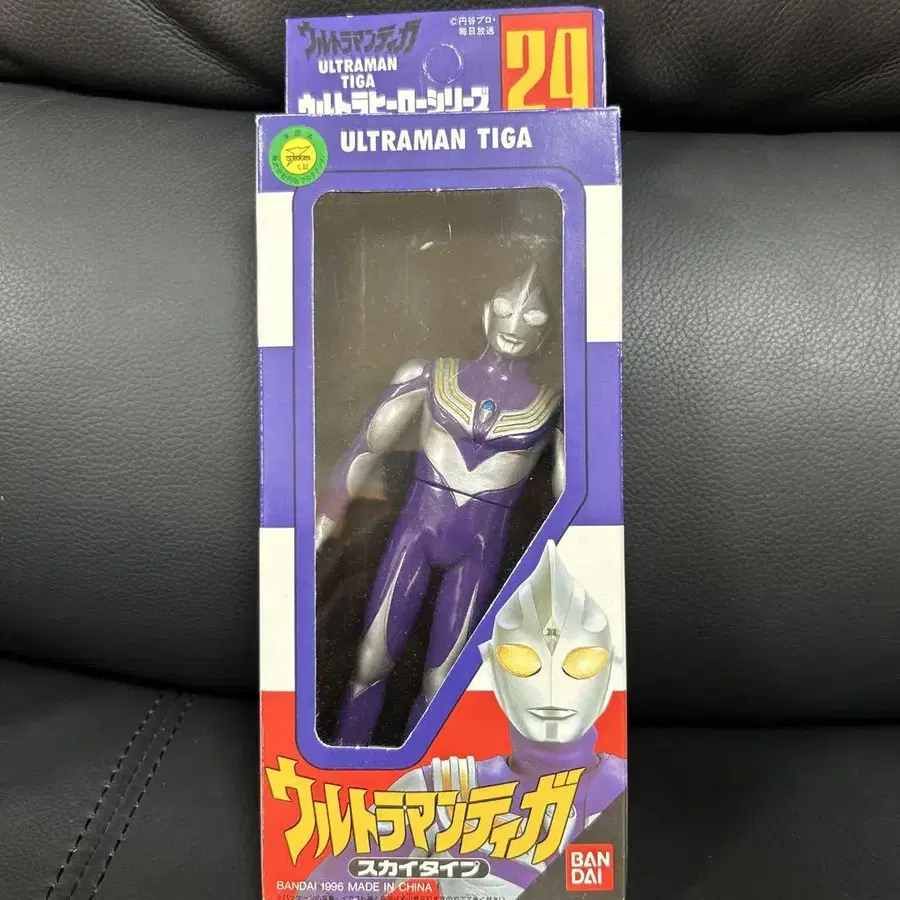 ウルトラマンティガ
ULTRAMAN
TIGA
ウルトラヒーローシリーズ
©円谷プロ・
毎日放送
24
ULTRAMAN TIGA
ウルトラマンティガ
スカイタイプ
BANDAI 1996 MADE IN CHINA
BAN
DAI